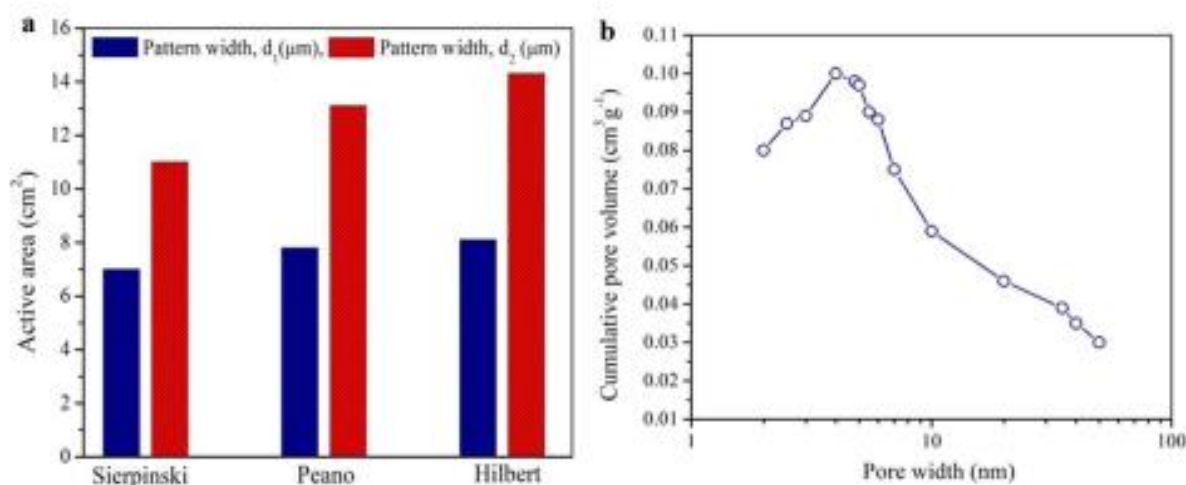 a
Pattern width, d₁(μm), Pattern width, d₂ (μm)
Active area (cm²)
16
14
12
10
8
6
4
2
0
Sierpinski Peano Hilbert
b
Cumulative pore volume (cm³g⁻¹)
0.11
0.10
0.09
0.08
0.07
0.06
0.05
0.04
0.03
0.02
0.01
1 10 100
Pore width (nm)